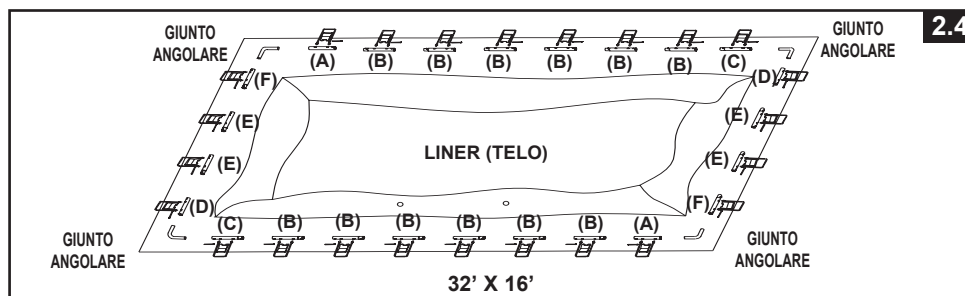 2.4
GIUNTO
ANGOLARE
GIUNTO
ANGOLARE
(A) (B) (B) (B) (B) (B) (B) (C)
(F) (D)
(E) (E)
LINER (TELO)
(E) (E)
(D) (F)
(C) (B) (B) (B) (B) (B) (B) (A)
GIUNTO
ANGOLARE
GIUNTO
ANGOLARE
32’ X 16’